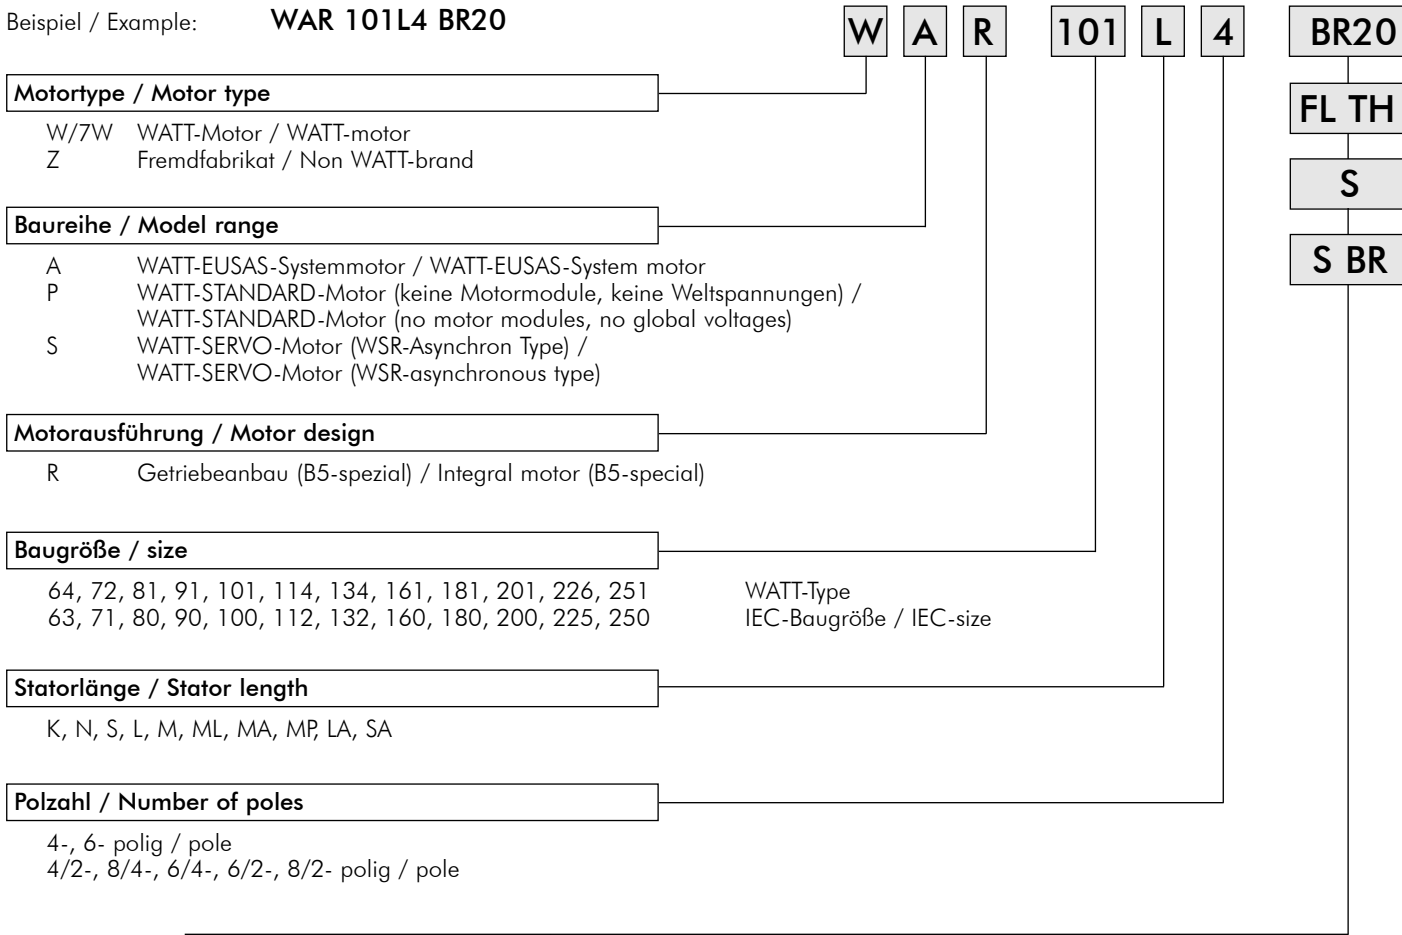 Beispiel / Example: WAR 101L4 BR20 W A R 101 L 4 BR20
FL TH
S
S BR
Motortype / Motor type
W/7W WATT-Motor / WATT-motor
Z Fremdfabrikat / Non WATT-brand
Baureihe / Model range
A WATT-EUSAS-Systemmotor / WATT-EUSAS-System motor
P WATT-STANDARD-Motor (keine Motormodule, keine Weltspannungen) /
WATT-STANDARD-Motor (no motor modules, no global voltages)
S WATT-SERVO-Motor (WSR-Asynchron Type) /
WATT-SERVO-Motor (WSR-asynchronous type)
Motorausführung / Motor design
R Getriebeanbau (B5-spezial) / Integral motor (B5-special)
Baugröße / size
64, 72, 81, 91, 101, 114, 134, 161, 181, 201, 226, 251 WATT-Type
63, 71, 80, 90, 100, 112, 132, 160, 180, 200, 225, 250 IEC-Baugröße / IEC-size
Statorlänge / Stator length
K, N, S, L, M, ML, MA, MP, LA, SA
Polzahl / Number of poles
4-, 6- polig / pole
4/2-, 8/4-, 6/4-, 6/2-, 8/2- polig / pole